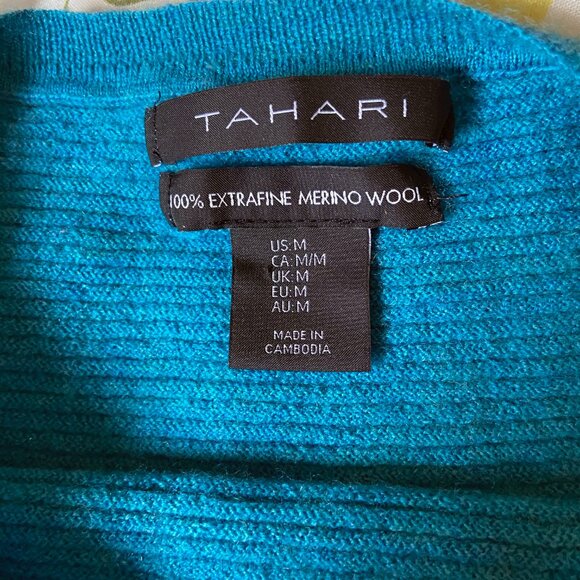 TAHARI
100% EXTRAFINE MERINO WOOL
US:M
CA:M/M
UK:M
EU:M
AU:M
MADE IN
CAMBODIA